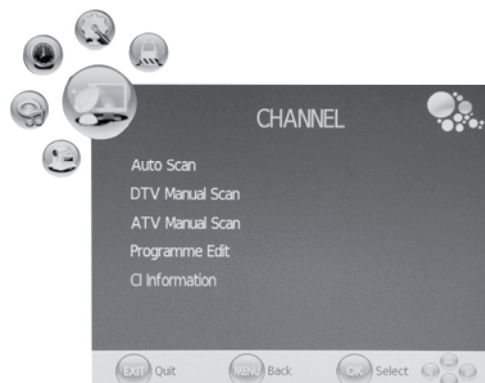 CHANNEL
Auto Scan
DTV Manual Scan
ATV Manual Scan
Programme Edit
CI Information
EXIT Quit MENU Back OK Select